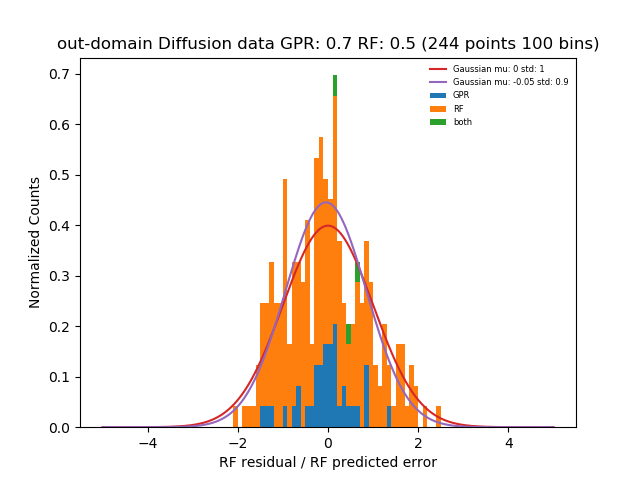 out-domain Diffusion data GPR: 0.7 RF: 0.5 (244 points 100 bins)
Gaussian mu: 0 std: 1
Gaussian mu: -0.05 std: 0.9
GPR
RF
both
Normalized Counts
0.7
0.6
0.5
0.4
0.3
0.2
0.1
0.0
−4
−2
0
2
4
RF residual / RF predicted error